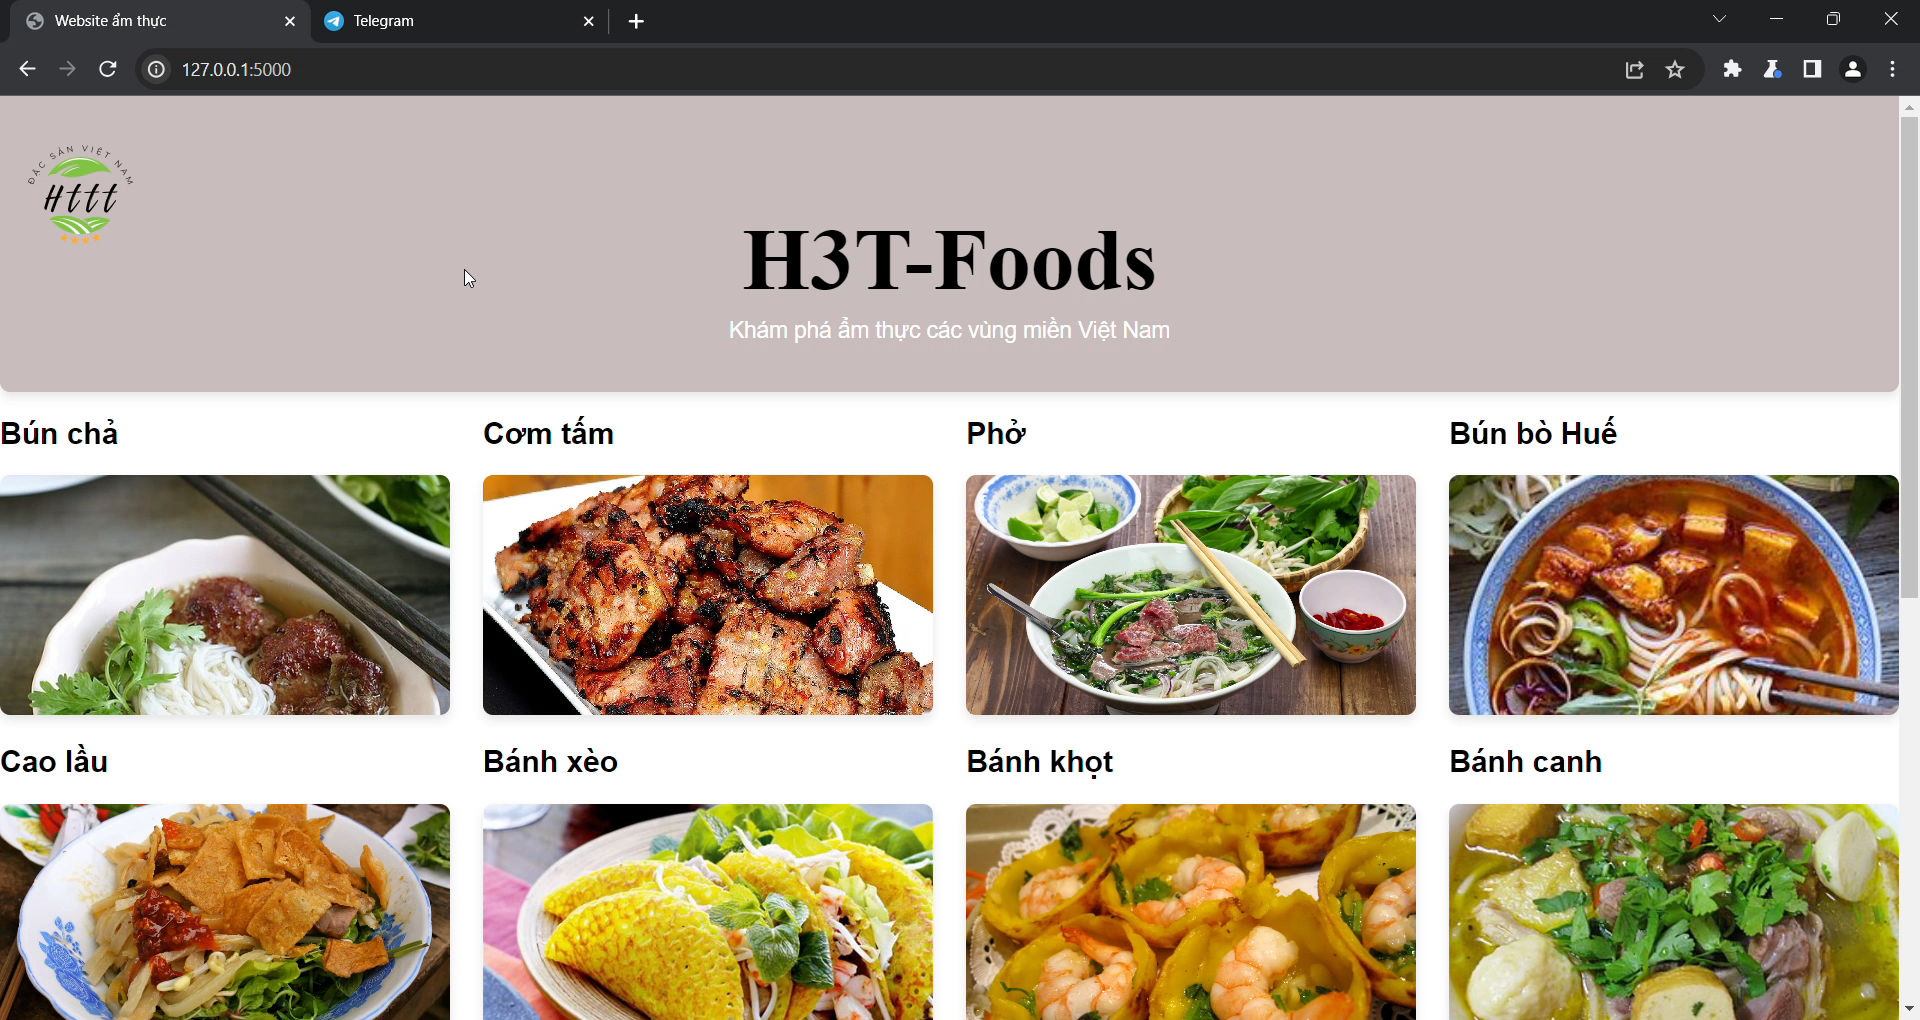 Website ẩm thực
Telegram
127.0.0.1:5000
ĐẶC SẢN VIỆT NAM
Httt
H3T-Foods
Khám phá ẩm thực các vùng miền Việt Nam
Bún chả
Cơm tấm
Phở
Bún bò Huế
Cao lầu
Bánh xèo
Bánh khọt
Bánh canh